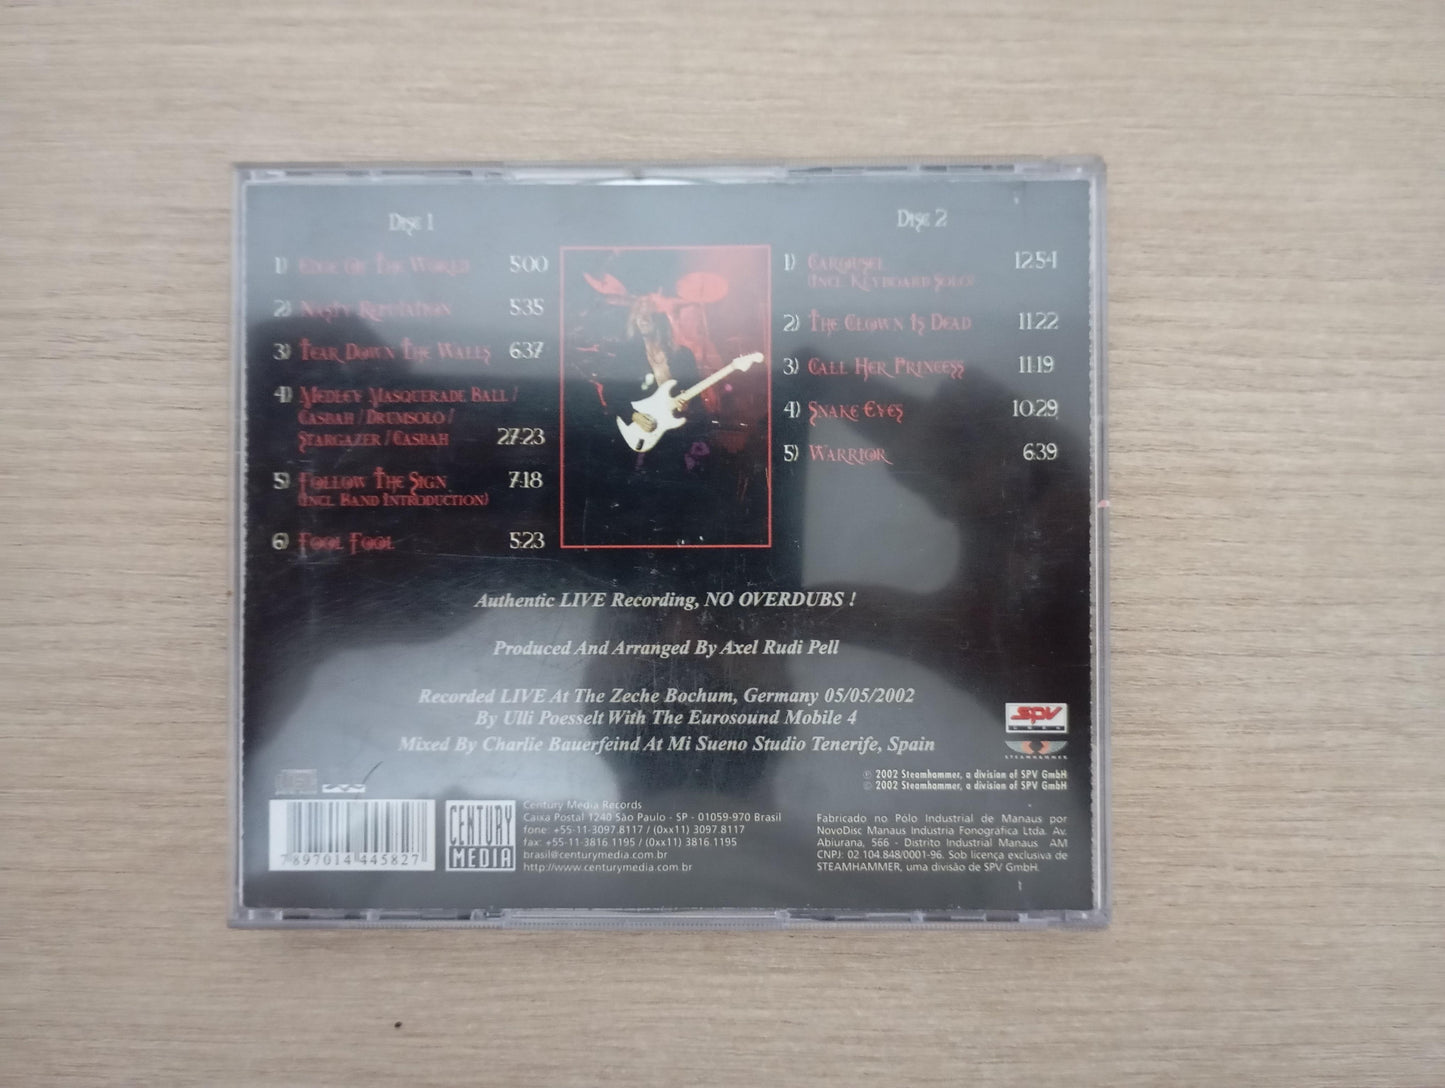 Disc 1
1) Edge Of The World 5:00
2) Nasty Reputation 5:35
3) Tear Down The Walls 6:37
4) Medley Masquerade Ball /
Casbah / Drumsolo /
Stargazer / Casbah 27:23
5) Follow The Sign 7:18
(Incl. Band Introduction)
6) Fool Fool 5:23
Disc 2
1) Carousel 12:54
(Incl. Keyboard Solo)
2) The Clown Is Dead 11:22
3) Call Her Princess 11:19
4) Snake Eyes 10:29
5) Warrior 6:39
Authentic LIVE Recording, NO OVERDUBS !
Produced And Arranged By Axel Rudi Pell
Recorded LIVE At The Zeche Bochum, Germany 05/05/2002
By Ulli Poesselt With The Eurosound Mobile 4
Mixed By Charlie Bauerfeind At Mi Sueno Studio Tenerife, Spain
SPV
STEAMHAMMER
℗ 2002 Steamhammer, a division of SPV GmbH
© 2002 Steamhammer, a division of SPV GmbH
7 897014 445827
CENTURY
MEDIA
Century Media Records
Caixa Postal 1240 São Paulo - SP - 01059-970 Brasil
fone: +55-11-3097.8117 / (0xx11) 3097.8117
fax: +55-11-3816 1195 / (0xx11) 3816 1195
brasil@centurymedia.com.br
http://www.centurymedia.com.br
Fabricado no Pólo Industrial de Manaus por
NovoDisc Manaus Industria Fonográfica Ltda. Av.
Abiurana, 566 - Distrito Industrial Manaus AM
CNPJ: 02.104.848/0001-96. Sob licença exclusiva de
STEAMHAMMER, uma divisão de SPV GmbH.